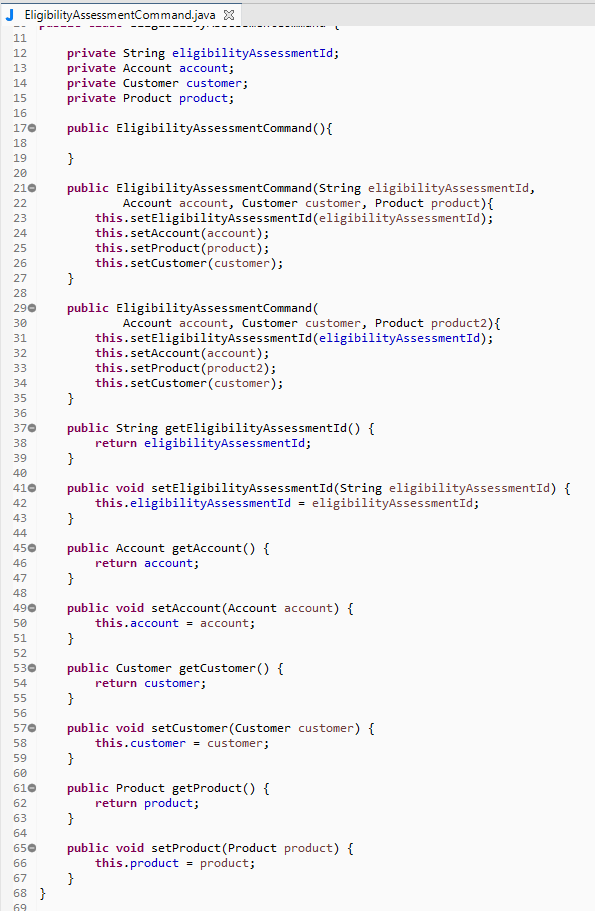 EligibilityAssessmentCommand.java
11
12 private String eligibilityAssessmentId;
13 private Account account;
14 private Customer customer;
15 private Product product;
16
17 public EligibilityAssessmentCommand(){
18
19 }
20
21 public EligibilityAssessmentCommand(String eligibilityAssessmentId,
22 Account account, Customer customer, Product product){
23 this.setEligibilityAssessmentId(eligibilityAssessmentId);
24 this.setAccount(account);
25 this.setProduct(product);
26 this.setCustomer(customer);
27 }
28
29 public EligibilityAssessmentCommand(
30 Account account, Customer customer, Product product2){
31 this.setEligibilityAssessmentId(eligibilityAssessmentId);
32 this.setAccount(account);
33 this.setProduct(product2);
34 this.setCustomer(customer);
35 }
36
37 public String getEligibilityAssessmentId() {
38 return eligibilityAssessmentId;
39 }
40
41 public void setEligibilityAssessmentId(String eligibilityAssessmentId) {
42 this.eligibilityAssessmentId = eligibilityAssessmentId;
43 }
44
45 public Account getAccount() {
46 return account;
47 }
48
49 public void setAccount(Account account) {
50 this.account = account;
51 }
52
53 public Customer getCustomer() {
54 return customer;
55 }
56
57 public void setCustomer(Customer customer) {
58 this.customer = customer;
59 }
60
61 public Product getProduct() {
62 return product;
63 }
64
65 public void setProduct(Product product) {
66 this.product = product;
67 }
68 }
69